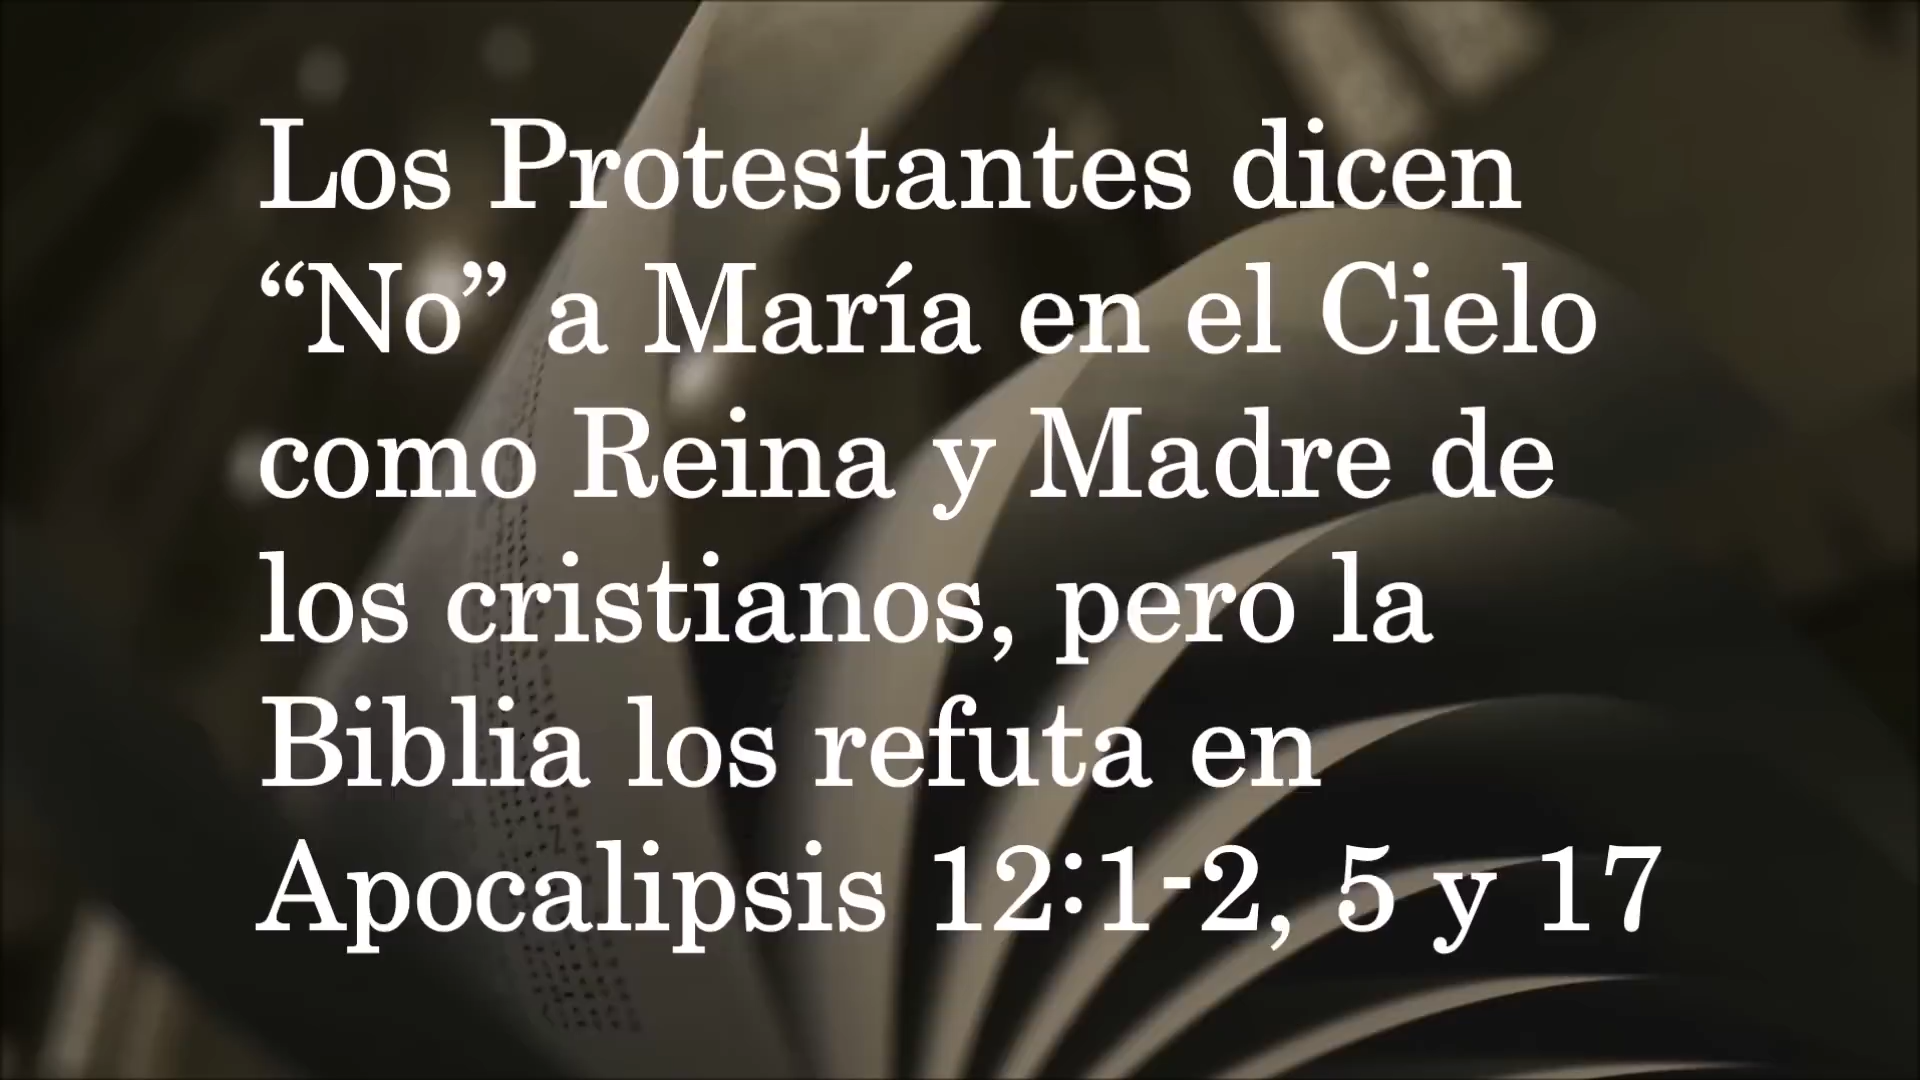 Los Protestantes dicen
“No” a María en el Cielo
como Reina y Madre de
los cristianos, pero la
Biblia los refuta en
Apocalipsis 12:1-2, 5 y 17